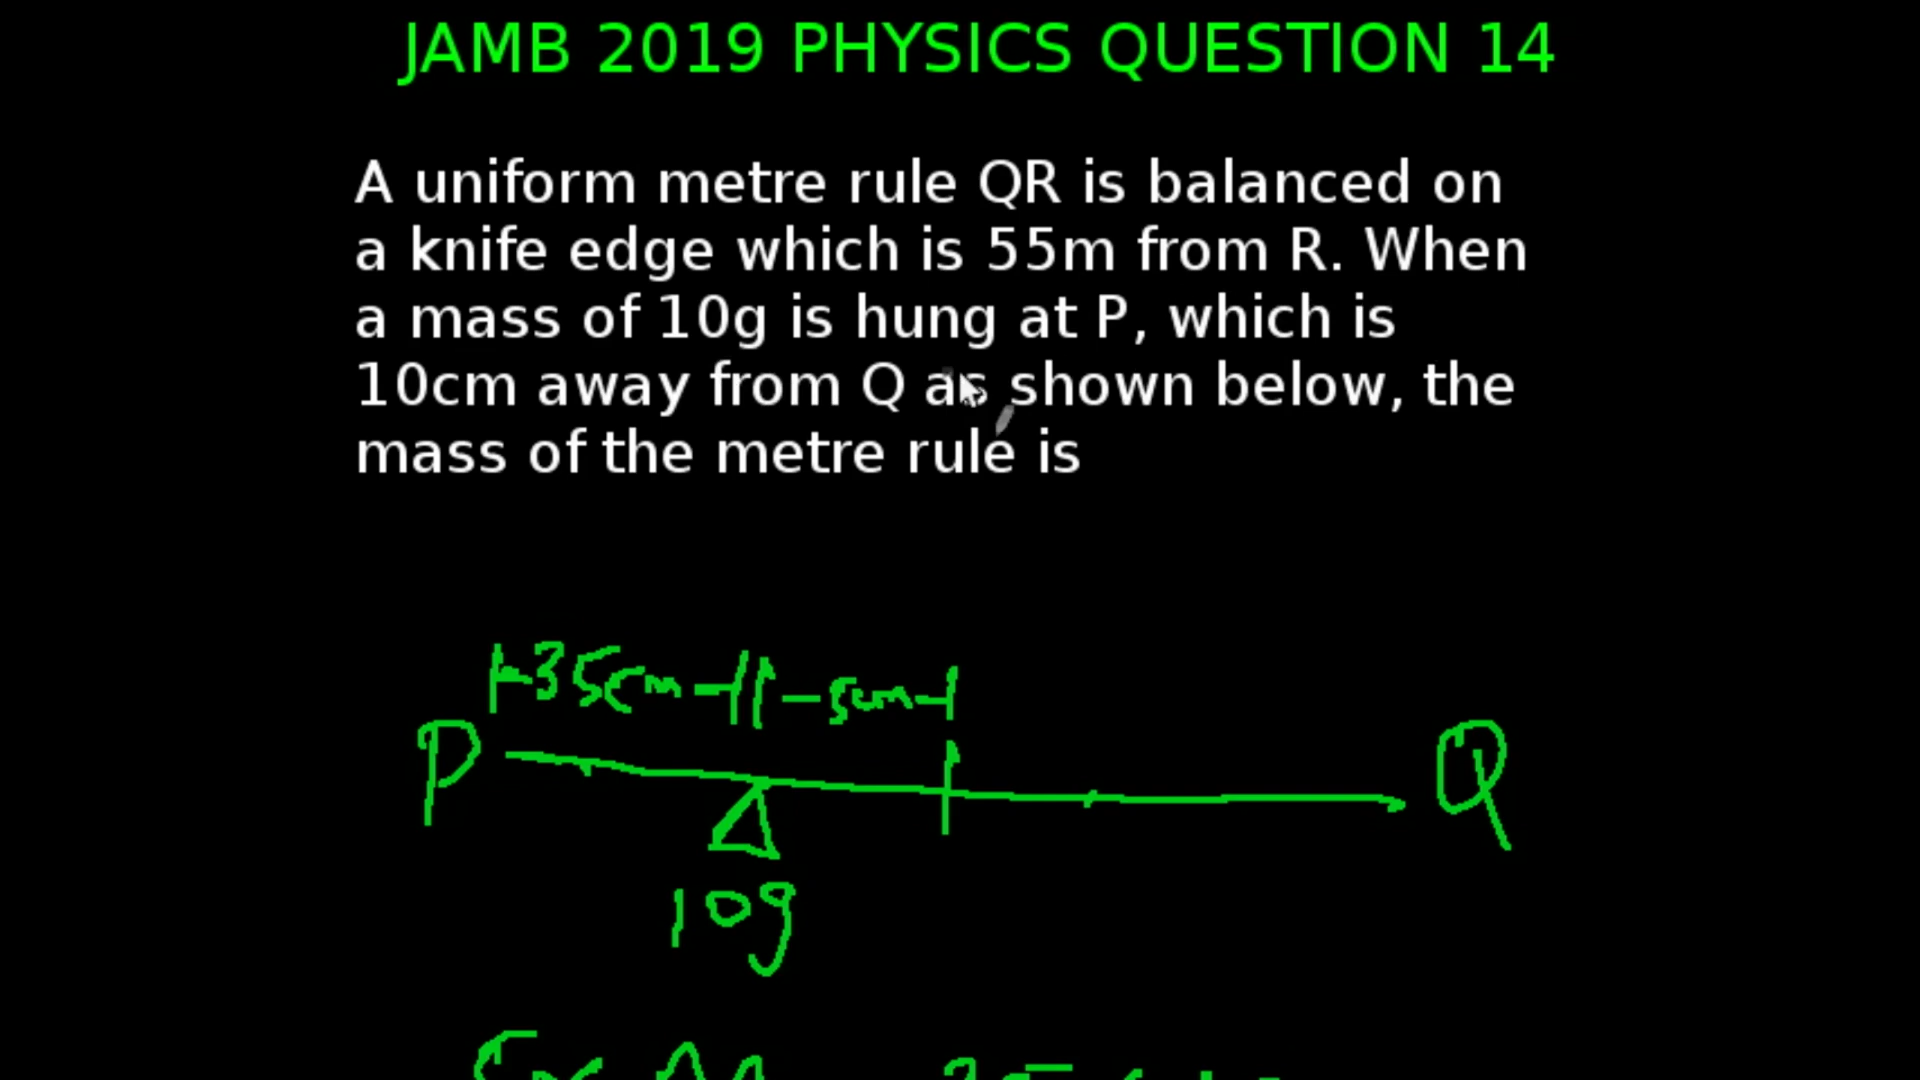 JAMB 2019 PHYSICS QUESTION 14
A uniform metre rule QR is balanced on
a knife edge which is 55m from R. When
a mass of 10g is hung at P, which is
10cm away from Q as shown below, the
mass of the metre rule is
35cm 5cm
P Q
10g